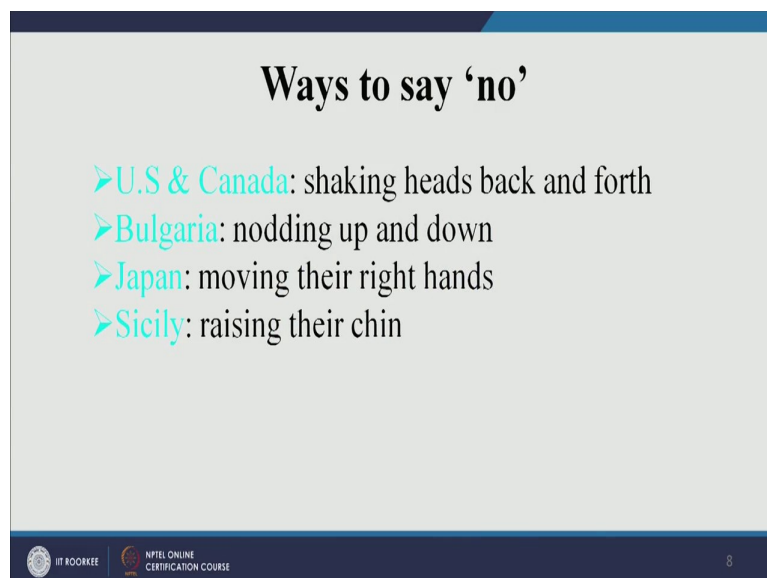 Ways to say ‘no’
➢U.S & Canada: shaking heads back and forth
➢Bulgaria: nodding up and down
➢Japan: moving their right hands
➢Sicily: raising their chin
IIT ROORKEE
NPTEL ONLINE
CERTIFICATION COURSE
8